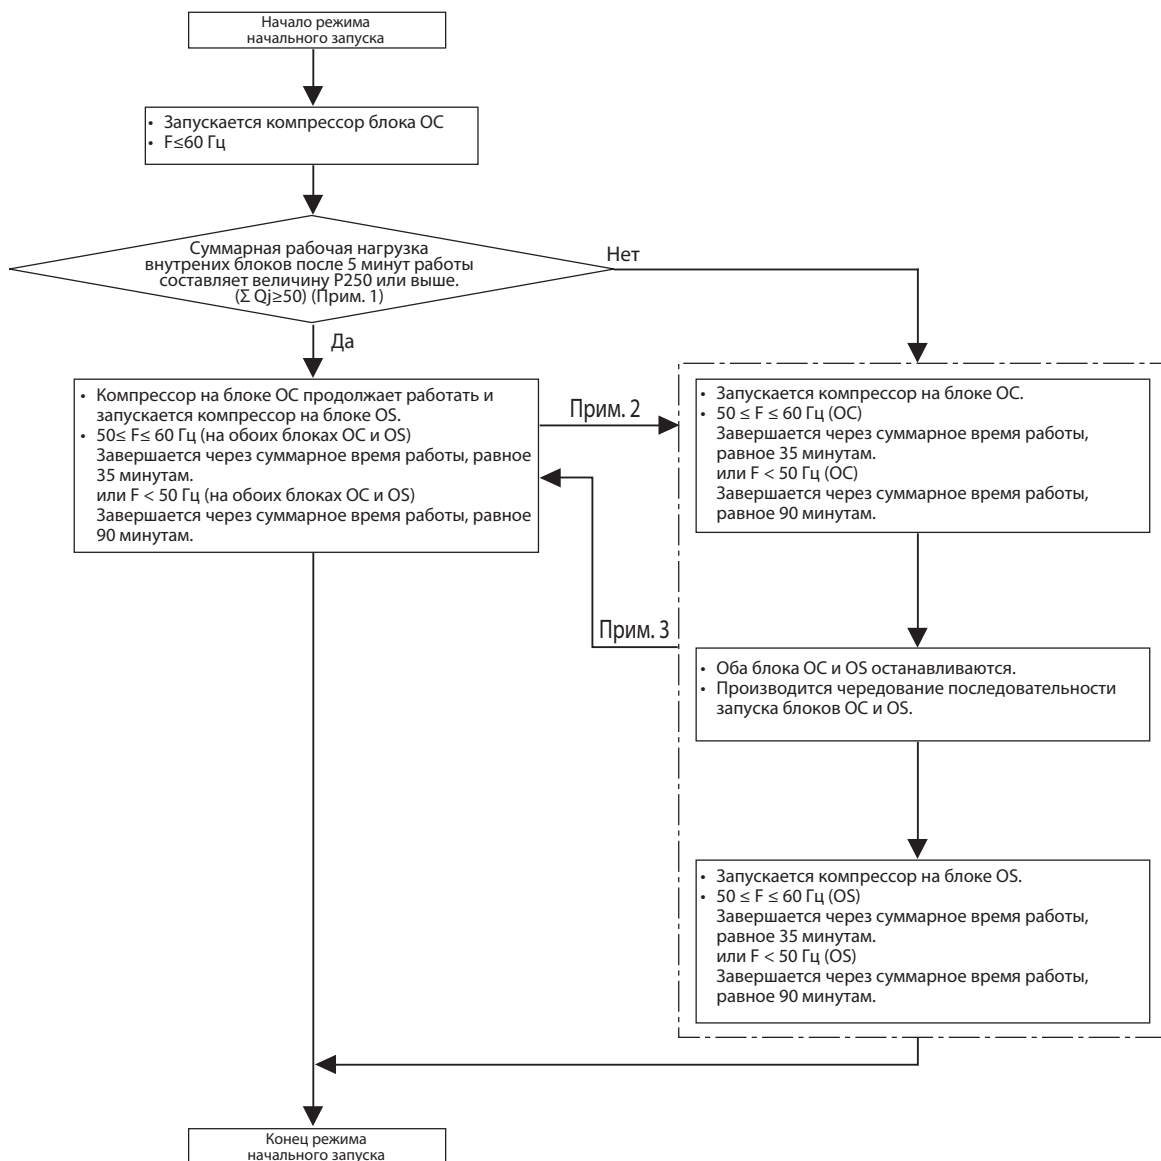 Начало режима
начального запуска
• Запускается компрессор блока OC
• F≤60 Гц
Суммарная рабочая нагрузка
внутрених блоков после 5 минут работы
составляет величину P250 или выше.
(Σ Qj≥50) (Прим. 1)
Нет
Да
• Компрессор на блоке OC продолжает работать и
запускается компрессор на блоке OS.
• 50≤ F≤ 60 Гц (на обоих блоках OC и OS)
Завершается через суммарное время работы, равное
35 минутам.
или F < 50 Гц (на обоих блоках OC и OS)
Завершается через суммарное время работы, равное
90 минутам.
Прим. 2
Прим. 3
• Запускается компрессор на блоке OC.
• 50 ≤ F ≤ 60 Гц (OC)
Завершается через суммарное время работы,
равное 35 минутам.
или F < 50 Гц (OC)
Завершается через суммарное время работы,
равное 90 минутам.
• Оба блока OC и OS останавливаются.
• Производится чередование последовательности
запуска блоков OC и OS.
• Запускается компрессор на блоке OS.
• 50 ≤ F ≤ 60 Гц (OS)
Завершается через суммарное время работы,
равное 35 минутам.
или F < 50 Гц (OS)
Завершается через суммарное время работы,
равное 90 минутам.
Конец режима
начального запуска